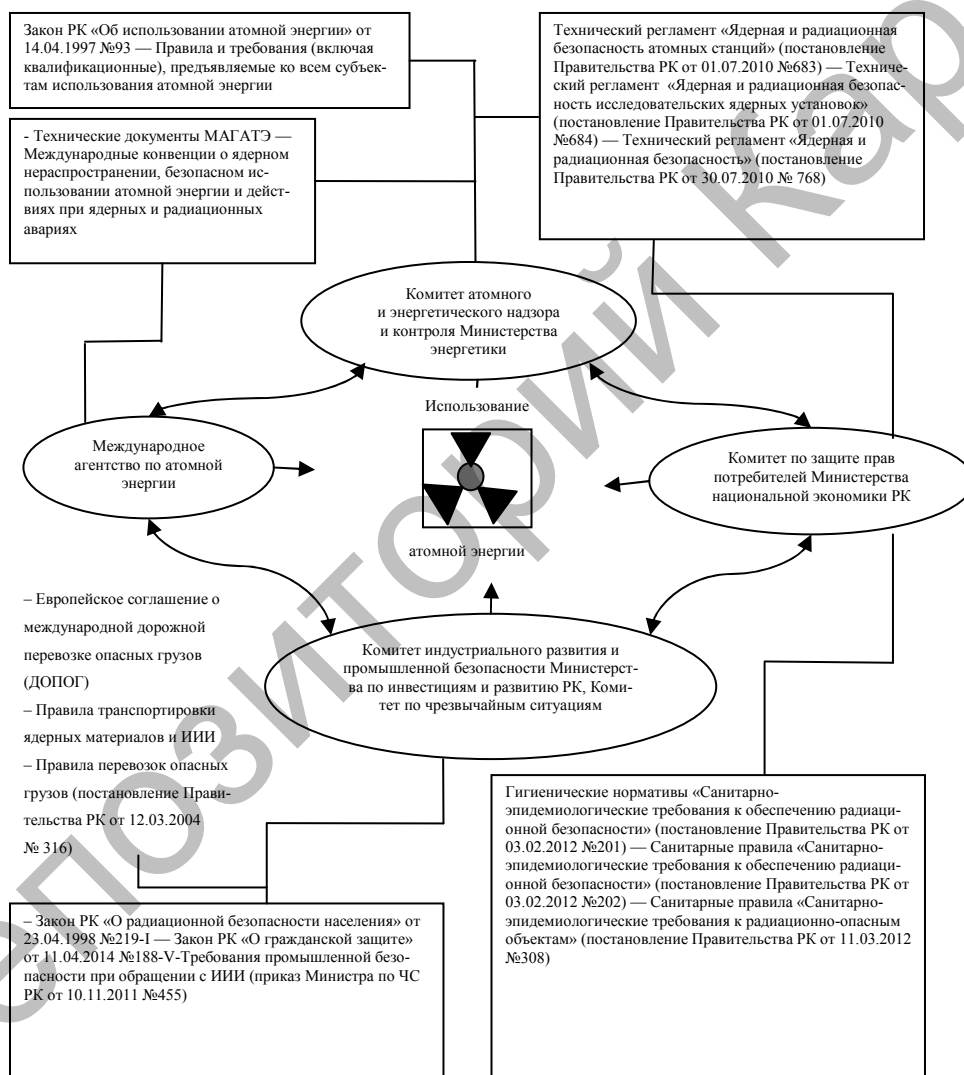 Закон РК «Об использовании атомной энергии» от
14.04.1997 №93 — Правила и требования (включая
квалификационные), предъявляемые ко всем субъек-
там использования атомной энергии
Технический регламент «Ядерная и радиационная
безопасность атомных станций» (постановление
Правительства РК от 01.07.2010 №683) — Техниче-
ский регламент «Ядерная и радиационная безопас-
ность исследовательских ядерных установок»
(постановление Правительства РК от 01.07.2010
№684) — Технический регламент «Ядерная и
радиационная безопасность» (постановление
Правительства РК от 30.07.2010 № 768)
- Технические документы МАГАТЭ —
Международные конвенции о ядерном
нераспространении, безопасном ис-
пользовании атомной энергии и дейст-
виях при ядерных и радиационных
авариях
Комитет атомного
и энергетического надзора
и контроля Министерства
энергетики
Использование
Международное
агентство по атомной
энергии
Комитет по защите прав
потребителей Министерства
национальной экономики РК
атомной энергии
– Европейское соглашение о
международной дорожной
перевозке опасных грузов
(ДОПОГ)
– Правила транспортировки
ядерных материалов и ИИИ
– Правила перевозок опасных
грузов (постановление Прави-
тельства РК от 12.03.2004
№ 316)
Комитет индустриального развития и
промышленной безопасности Министерст-
ва по инвестициям и развитию РК, Коми-
тет по чрезвычайным ситуациям
Гигиенические нормативы «Санитарно-
эпидемиологические требования к обеспечению радиаци-
онной безопасности» (постановление Правительства РК от
03.02.2012 №201) — Санитарные правила «Санитарно-
эпидемиологические требования к обеспечению радиаци-
онной безопасности» (постановление Правительства РК от
03.02.2012 №202) — Санитарные правила «Санитарно-
эпидемиологические требования к радиационно-опасным
объектам» (постановление Правительства РК от 11.03.2012
№308)
– Закон РК «О радиационной безопасности населения» от
23.04.1998 №219-I — Закон РК «О гражданской защите»
от 11.04.2014 №188-V-Требования промышленной безо-
пасности при обращении с ИИИ (приказ Министра по ЧС
РК от 10.11.2011 №455)
епозиторий Кар